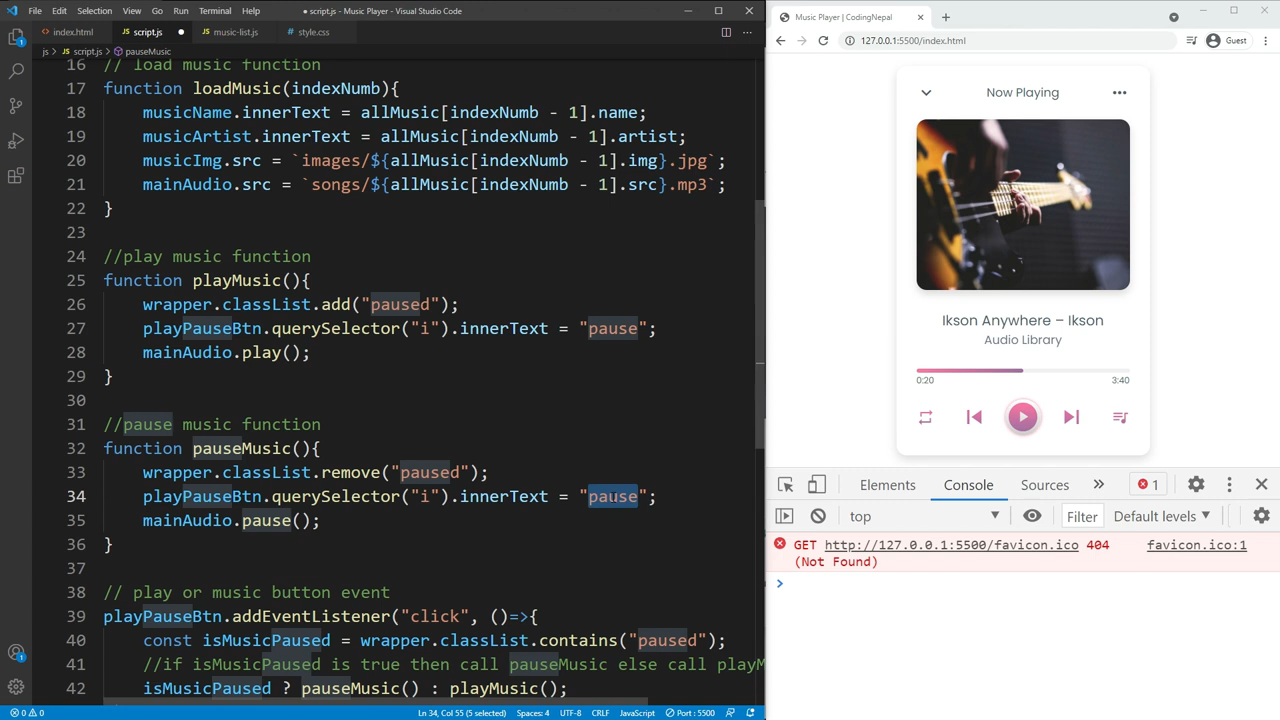 File Edit Selection View Go Run Terminal Help
● script.js - Music Player - Visual Studio Code
index.html
script.js
music-list.js
style.css
js > script.js > pauseMusic
16 // load music function
17 function loadMusic(indexNumb){
18 musicName.innerText = allMusic[indexNumb - 1].name;
19 musicArtist.innerText = allMusic[indexNumb - 1].artist;
20 musicImg.src = `images/${allMusic[indexNumb - 1].img}.jpg`;
21 mainAudio.src = `songs/${allMusic[indexNumb - 1].src}.mp3`;
22 }
23
24 //play music function
25 function playMusic(){
26 wrapper.classList.add("paused");
27 playPauseBtn.querySelector("i").innerText = "pause";
28 mainAudio.play();
29 }
30
31 //pause music function
32 function pauseMusic(){
33 wrapper.classList.remove("paused");
34 playPauseBtn.querySelector("i").innerText = "pause";
35 mainAudio.pause();
36 }
37
38 // play or music button event
39 playPauseBtn.addEventListener("click", ()=>{
40 const isMusicPaused = wrapper.classList.contains("paused");
41 //if isMusicPaused is true then call pauseMusic else call playM
42 isMusicPaused ? pauseMusic() : playMusic();
1
1
0 0
Ln 34, Col 55 (5 selected)
Spaces: 4
UTF-8
CRLF
JavaScript
Port : 5500
Music Player | CodingNepal
127.0.0.1:5500/index.html
Guest
Now Playing
Ikson Anywhere – Ikson
Audio Library
0:20
3:40
Elements
Console
Sources
1
top
Filter
Default levels
GET http://127.0.0.1:5500/favicon.ico 404 favicon.ico:1
(Not Found)